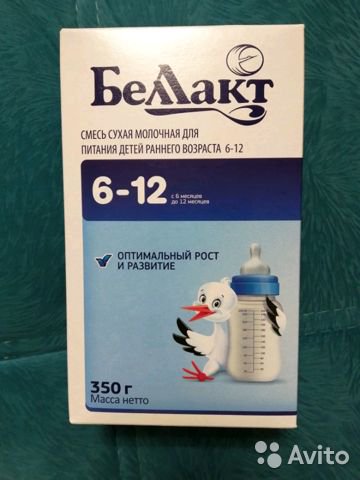 Беллакт
СМЕСЬ СУХАЯ МОЛОЧНАЯ ДЛЯ
ПИТАНИЯ ДЕТЕЙ РАННЕГО ВОЗРАСТА 6-12
6-12
с 6 месяцев
до 12 месяцев
ОПТИМАЛЬНЫЙ РОСТ
И РАЗВИТИЕ
350 г
Масса нетто
Avito